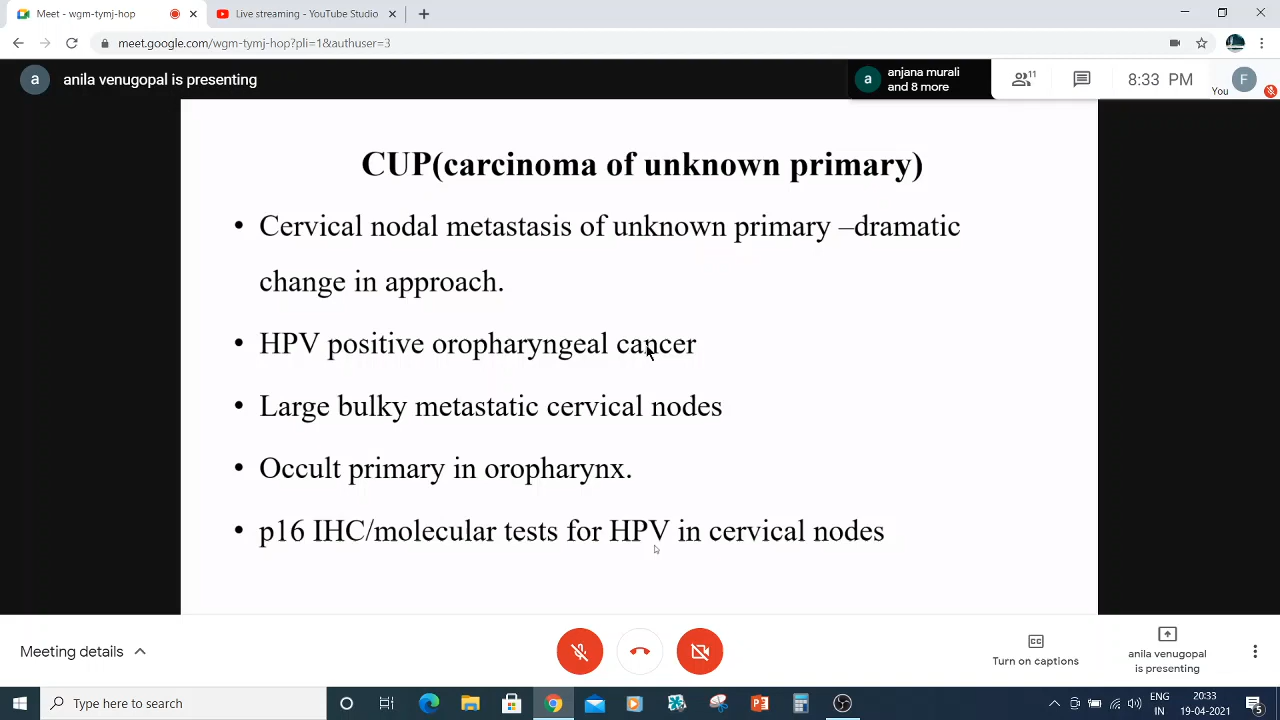 Meet - wgm-tymj-hop
Live streaming - YouTube Studio
meet.google.com/wgm-tymj-hop?pli=1&authuser=3
a
anila venugopal is presenting
a
anjana murali
and 8 more
11
8:33 PM
You
F
CUP(carcinoma of unknown primary)
• Cervical nodal metastasis of unknown primary –dramatic
change in approach.
• HPV positive oropharyngeal cancer
• Large bulky metastatic cervical nodes
• Occult primary in oropharynx.
• p16 IHC/molecular tests for HPV in cervical nodes
Meeting details
CC
Turn on captions
anila venugopal
is presenting
Type here to search
ENG
IN
20:33
19-04-2021